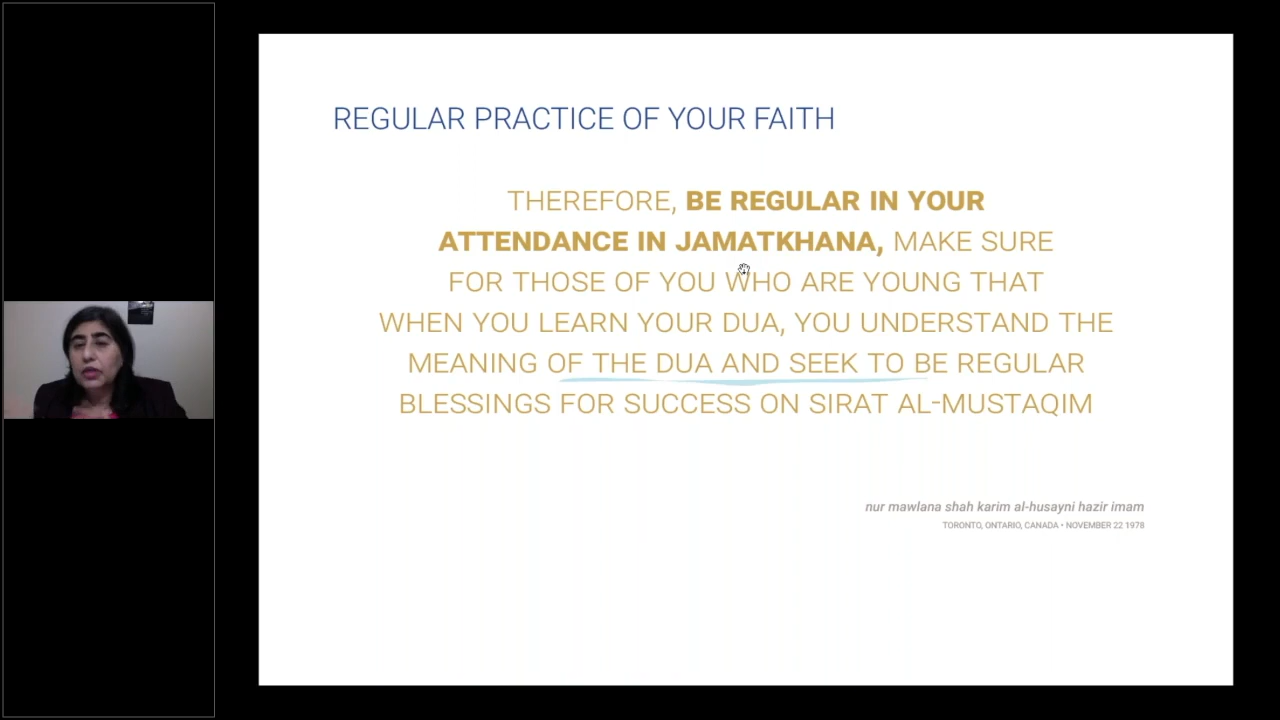 REGULAR PRACTICE OF YOUR FAITH
THEREFORE, BE REGULAR IN YOUR
ATTENDANCE IN JAMATKHANA, MAKE SURE
FOR THOSE OF YOU WHO ARE YOUNG THAT
WHEN YOU LEARN YOUR DUA, YOU UNDERSTAND THE
MEANING OF THE DUA AND SEEK TO BE REGULAR
BLESSINGS FOR SUCCESS ON SIRAT AL-MUSTAQIM
nur mawlana shah karim al-husayni hazir imam
TORONTO, ONTARIO, CANADA • NOVEMBER 22 1978